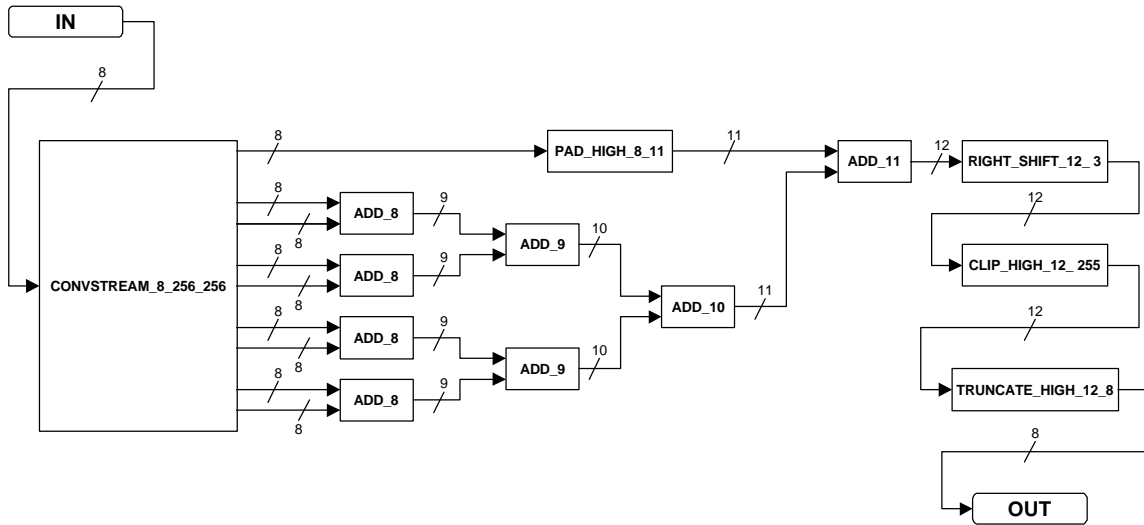 IN
8
8
PAD_HIGH_8_11
11
ADD_11
12
RIGHT_SHIFT_12_ 3
8
8
ADD_8
9
ADD_9
10
12
CLIP_HIGH_12_ 255
8
8
ADD_8
9
CONVSTREAM_8_256_256
ADD_10
11
8
8
ADD_8
9
ADD_9
10
12
TRUNCATE_HIGH_12_8
8
8
ADD_8
9
8
OUT